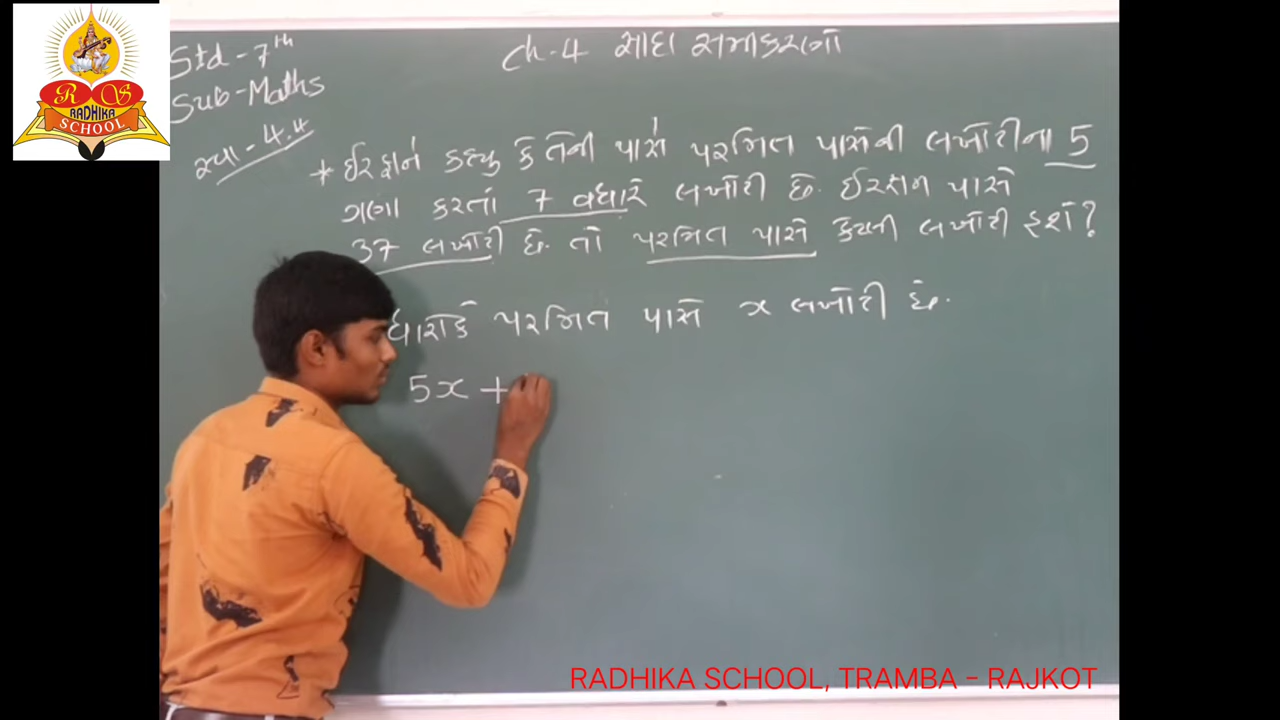 R S
RADHIKA
SCHOOL
Std - 7th
Sub - Maths
સ્વા - 4.4
Ch-4 સાદા સમીકરણો
* ઈરફાને કહ્યુ કે તેની પાસે પરમિત પાસેની લખોટીના 5
ગણા કરતાં 7 વધારે લખોટી છે. ઈરફાન પાસે
37 લખોટી છે. તો પરમિત પાસે કેટલી લખોટી હશે?
ધારોકે પરમિત પાસે x લખોટી છે.
5x +
RADHIKA SCHOOL, TRAMBA - RAJKOT